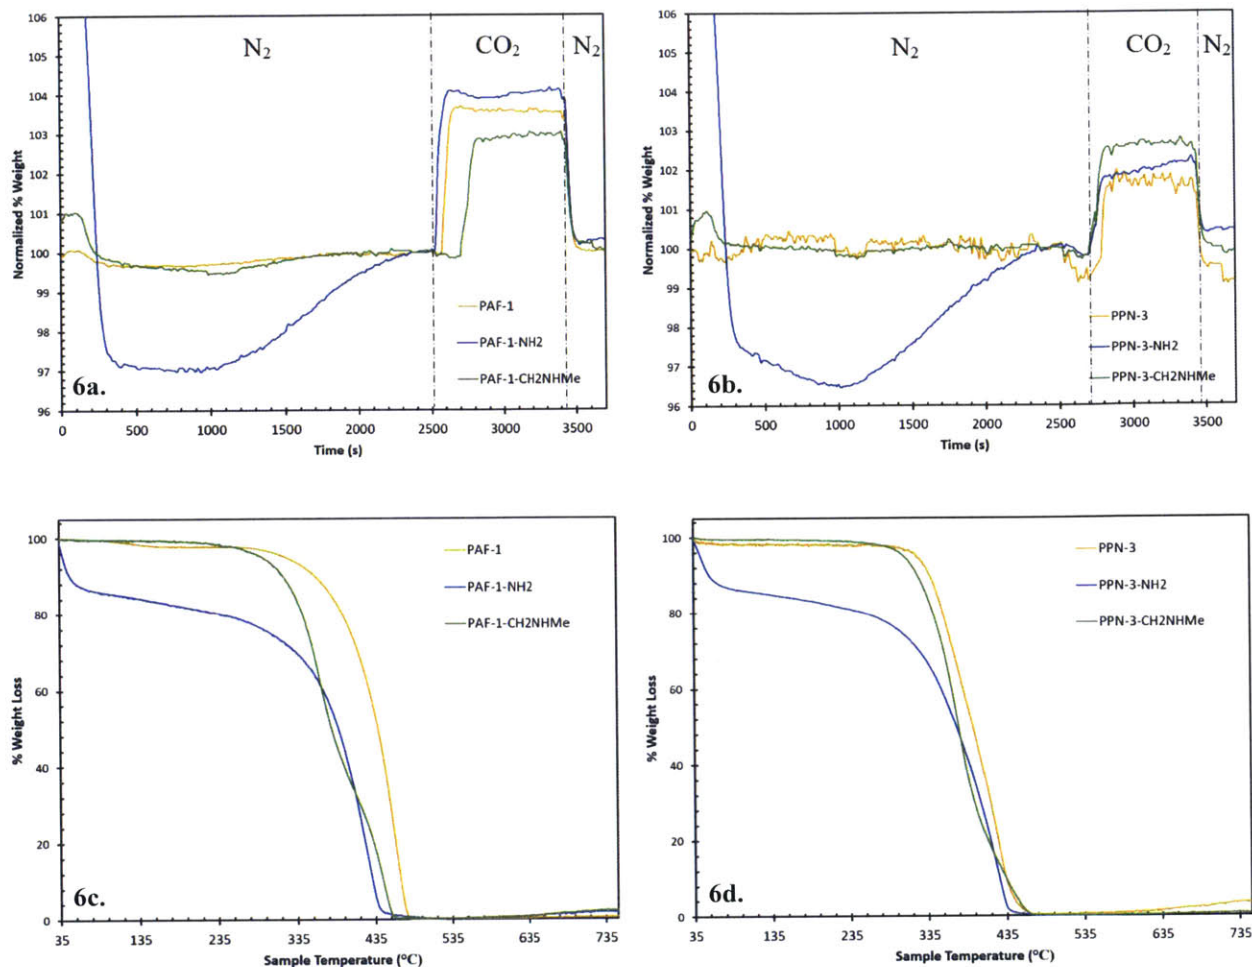 106
105
104
103
102
101
100
99
98
97
96
Normalized % Weight
N2
CO2
N2
PAF-1
PAF-1-NH2
PAF-1-CH2NHMe
6a.
0
500
1000
1500
2000
2500
3000
3500
Time (s)
106
105
104
103
102
101
100
99
98
97
96
Normalized % Weight
N2
CO2
N2
PPN-3
PPN-3-NH2
PPN-3-CH2NHMe
6b.
0
500
1000
1500
2000
2500
3000
3500
Time (s)
100
80
60
40
20
0
% Weight Loss
PAF-1
PAF-1-NH2
PAF-1-CH2NHMe
6c.
35
135
235
335
435
535
635
735
Sample Temperature (°C)
100
80
60
40
20
0
% Weight Loss
PPN-3
PPN-3-NH2
PPN-3-CH2NHMe
6d.
35
135
235
335
435
535
635
735
Sample Temperature (°C)